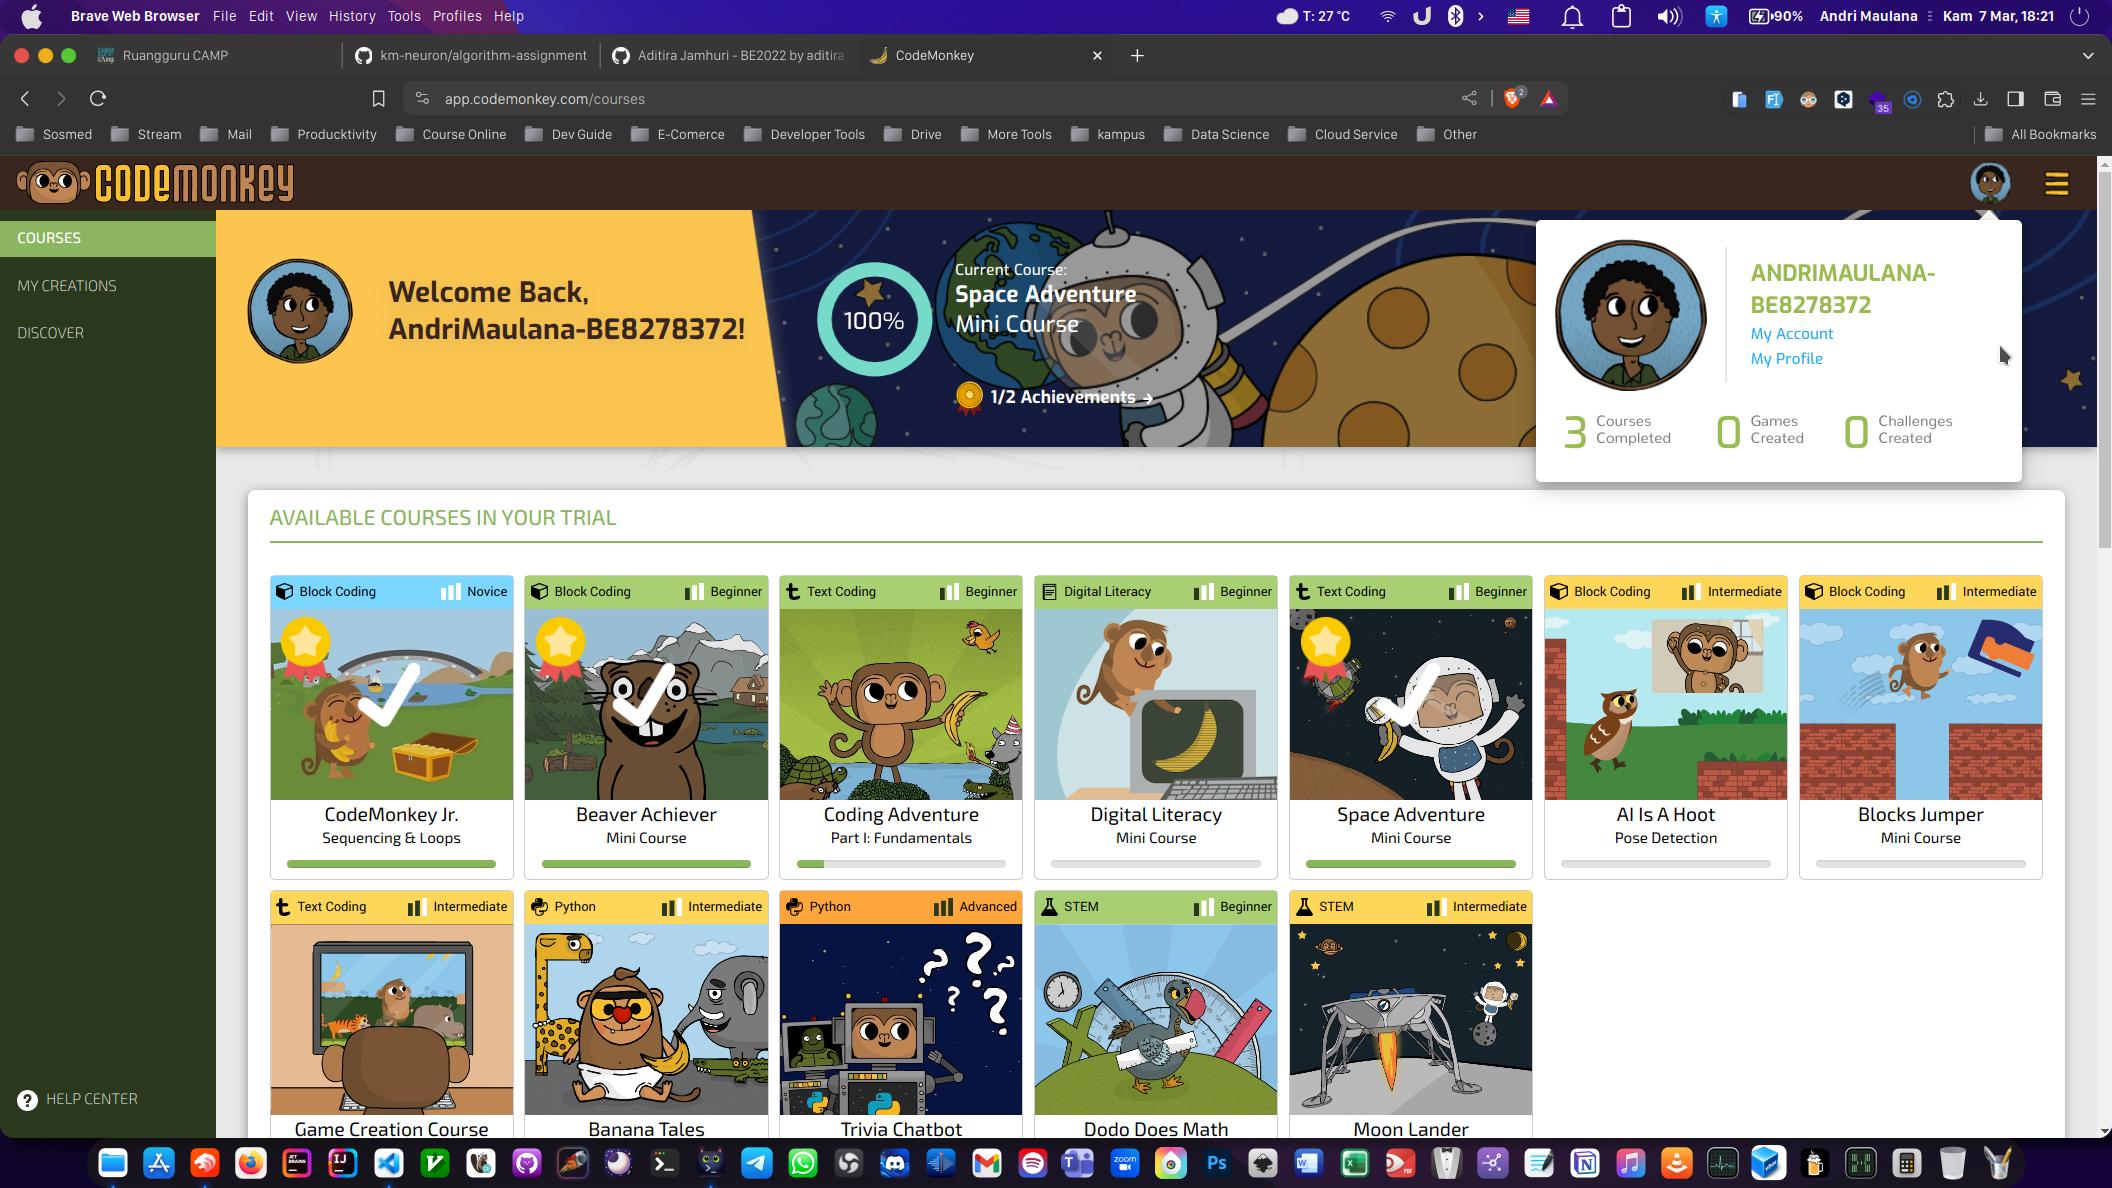 Brave Web Browser File Edit View History Tools Profiles Help T: 27 °C 90% Andri Maulana Kam 7 Mar, 18:21
Ruangguru CAMP km-neuron/algorithm-assignment Aditira Jamhuri - BE2022 by aditira CodeMonkey
app.codemonkey.com/courses 2 35
Sosmed Stream Mail Producktivity Course Online Dev Guide E-Comerce Developer Tools Drive More Tools kampus Data Science Cloud Service Other All Bookmarks
CODEMONKEY
COURSES
MY CREATIONS
DISCOVER
HELP CENTER
Welcome Back,
AndriMaulana-BE8278372!
100%
Current Course:
Space Adventure
Mini Course
1/2 Achievements →
ANDRIMAULANA-
BE8278372
My Account
My Profile
3 Courses Completed
0 Games Created
0 Challenges Created
AVAILABLE COURSES IN YOUR TRIAL
Block Coding Novice
CodeMonkey Jr.
Sequencing & Loops
Block Coding Beginner
Beaver Achiever
Mini Course
Text Coding Beginner
Coding Adventure
Part I: Fundamentals
Digital Literacy Beginner
Digital Literacy
Mini Course
Text Coding Beginner
Space Adventure
Mini Course
Block Coding Intermediate
AI Is A Hoot
Pose Detection
Block Coding Intermediate
Blocks Jumper
Mini Course
Text Coding Intermediate
Game Creation Course
Python Intermediate
Banana Tales
Python Advanced
? ? ? ? ?
Trivia Chatbot
STEM Beginner
Dodo Does Math
STEM Intermediate
Moon Lander
zoom
Ps